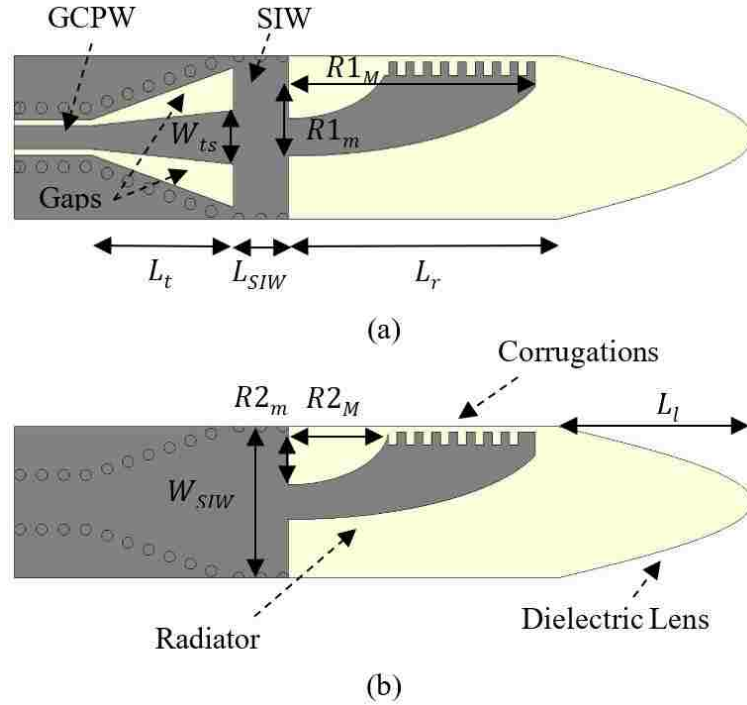 GCPW
SIW
R1_M
W_ts
R1_m
Gaps
L_t
L_SIW
L_r
(a)
Corrugations
R2_m
R2_M
L_l
W_SIW
Radiator
Dielectric Lens
(b)